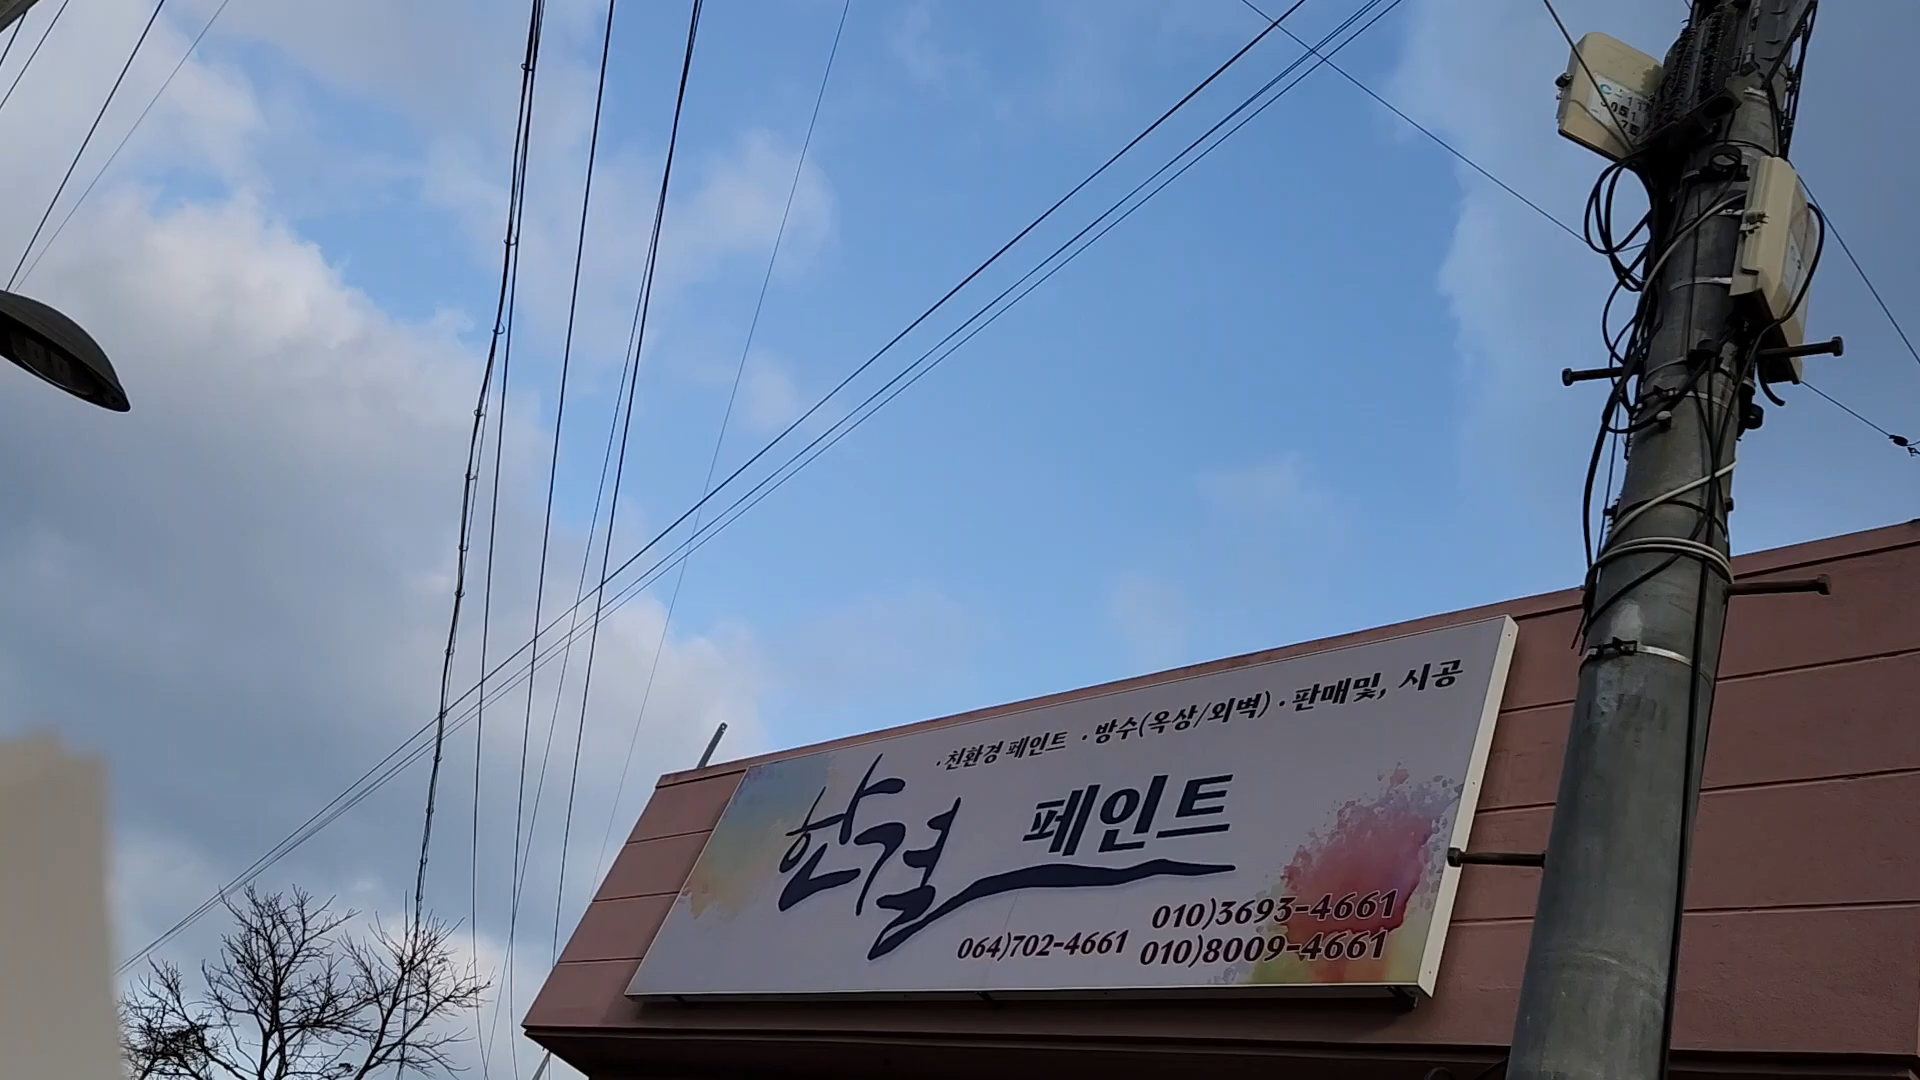 ·친환경 페인트 ·방수(옥상/외벽)·판매및, 시공
한결 페인트
010)3693-4661
064)702-4661 010)8009-4661